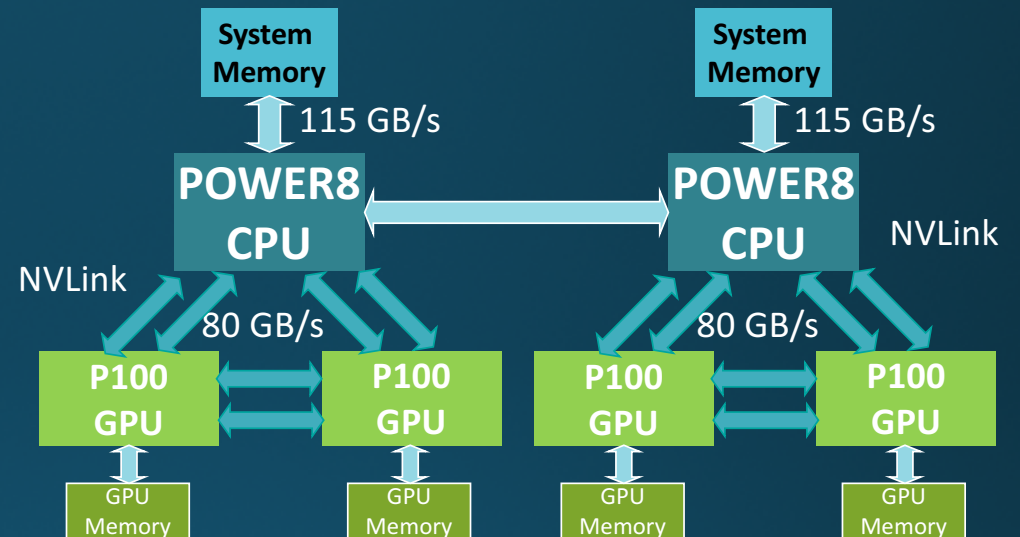 System
Memory
System
Memory
115 GB/s
115 GB/s
POWER8
CPU
POWER8
CPU
NVLink
NVLink
80 GB/s
80 GB/s
P100
GPU
P100
GPU
P100
GPU
P100
GPU
GPU
Memory
GPU
Memory
GPU
Memory
GPU
Memory